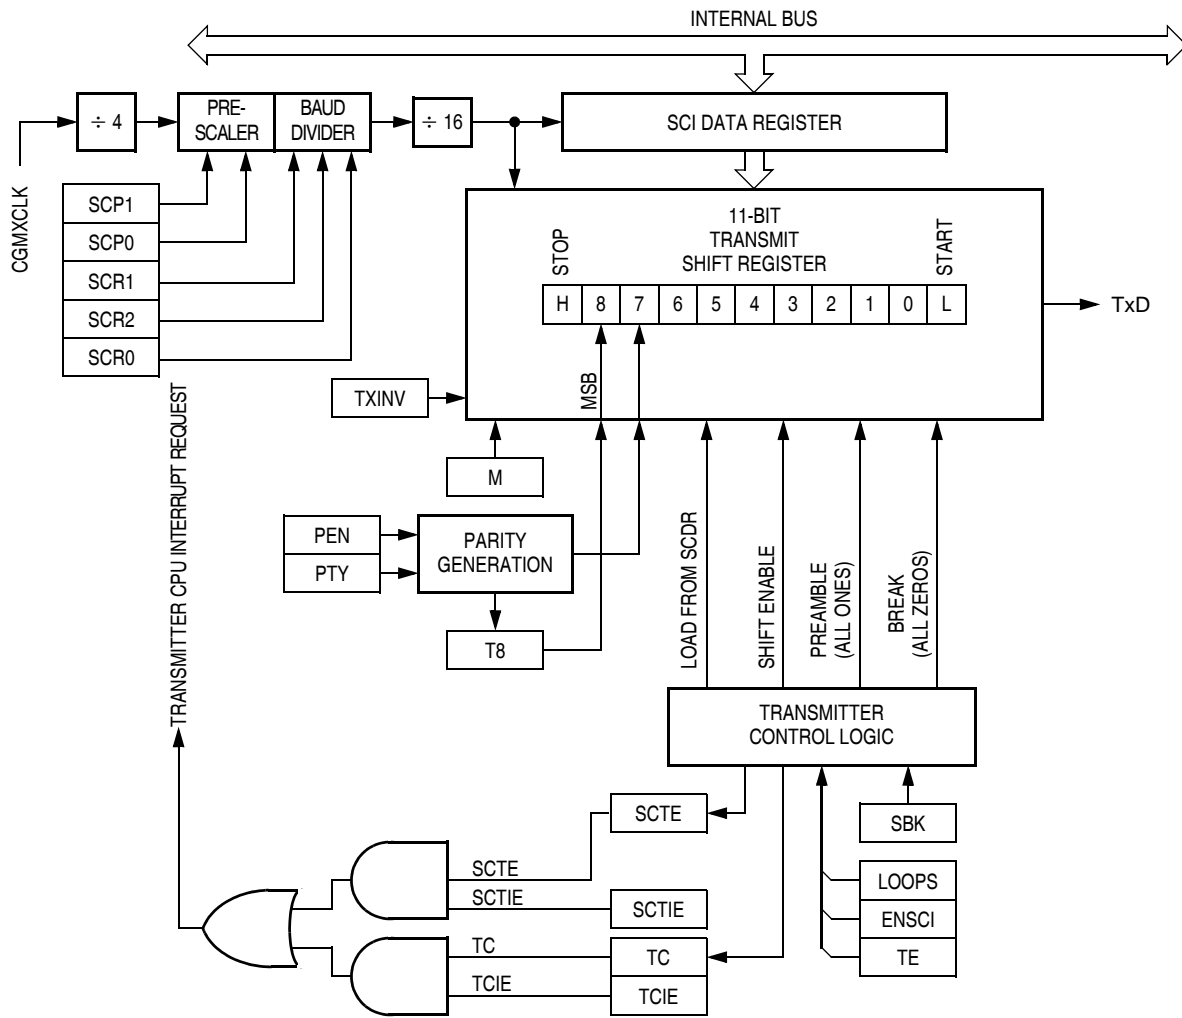 INTERNAL BUS
÷ 4
PRE-
SCALER
BAUD
DIVIDER
÷ 16
SCI DATA REGISTER
CGMXCLK
SCP1
SCP0
SCR1
SCR2
SCR0
11-BIT
TRANSMIT
SHIFT REGISTER
STOP
START
H 8 7 6 5 4 3 2 1 0 L
TxD
MSB
TXINV
M
PEN
PTY
PARITY
GENERATION
T8
TRANSMITTER CPU INTERRUPT REQUEST
LOAD FROM SCDR
SHIFT ENABLE
PREAMBLE
(ALL ONES)
BREAK
(ALL ZEROS)
TRANSMITTER
CONTROL LOGIC
SCTE
SBK
SCTE
SCTIE
SCTIE
LOOPS
ENSCI
TE
TC
TC
TCIE
TCIE